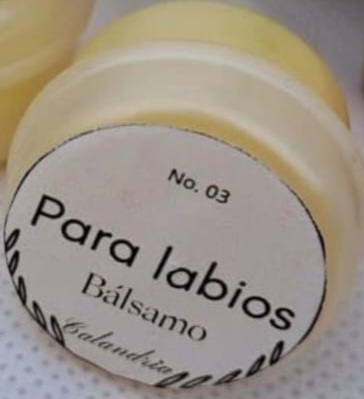 No. 03
Para labios
Bálsamo
Calandria